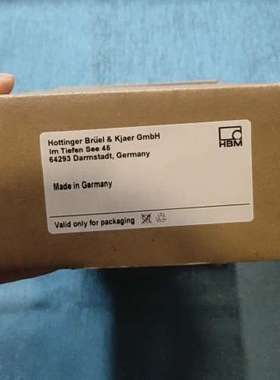 Hottinger Brüel & Kjaer GmbH
Im Tiefen See 45
64293 Darmstadt, Germany
HBM
Made in Germany
Valid only for packaging